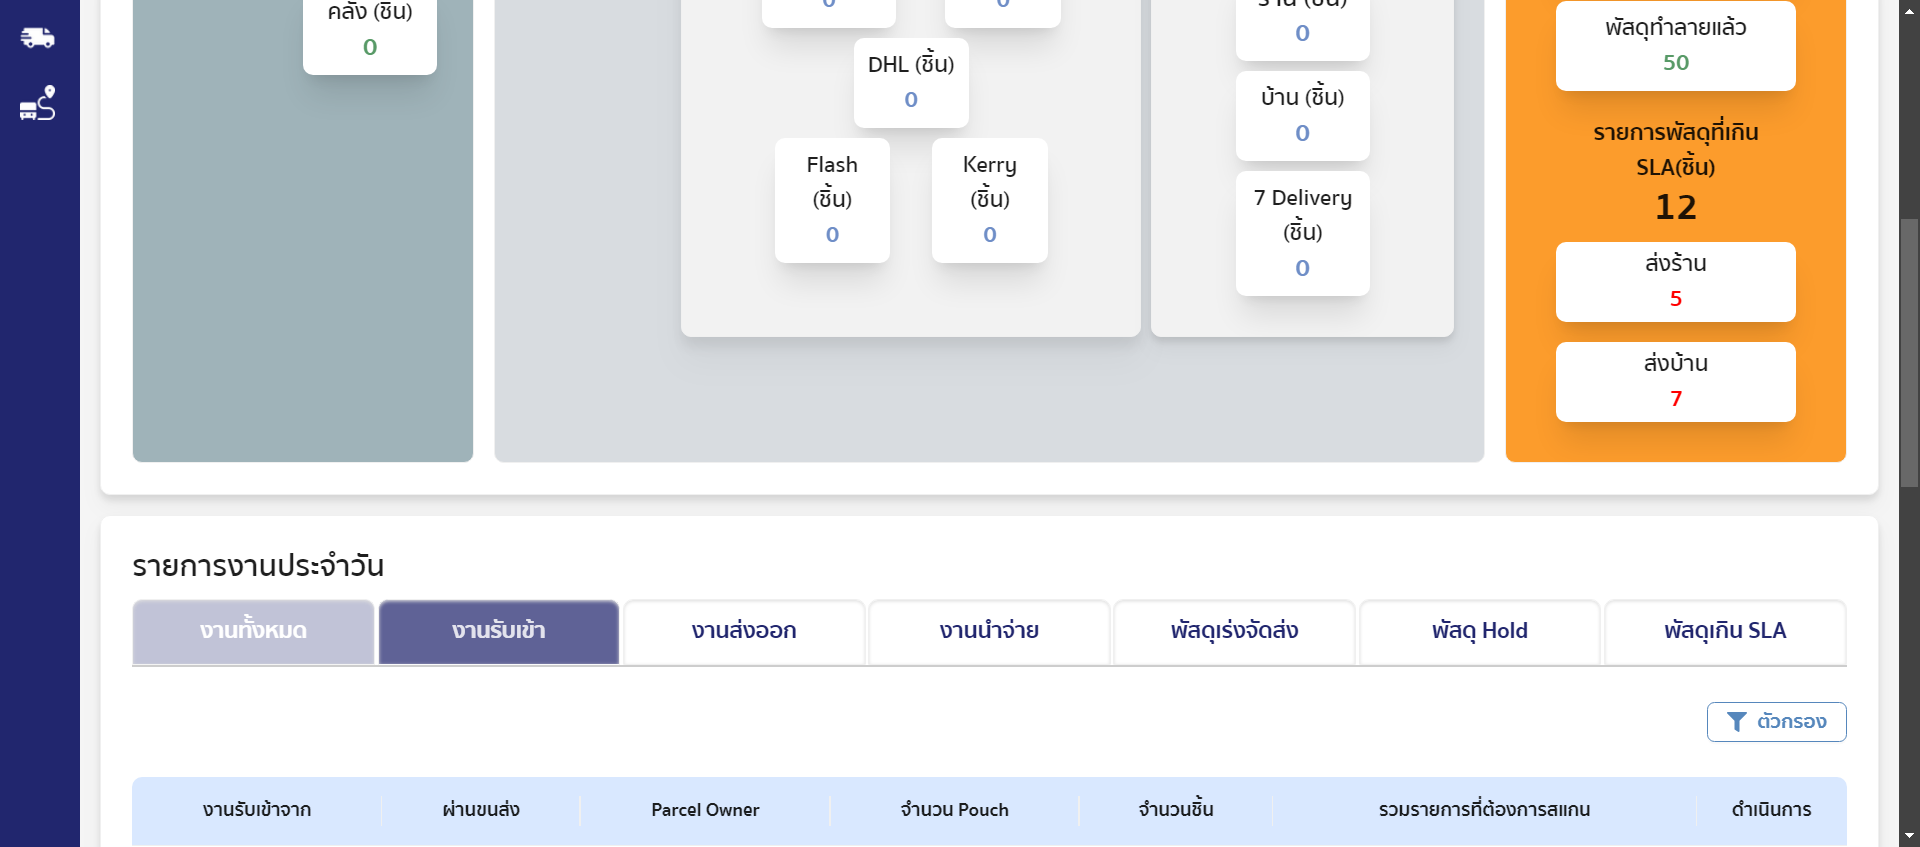 คลัง (ชิ้น)
0
0
0
DHL (ชิ้น)
0
Flash
(ชิ้น)
0
Kerry
(ชิ้น)
0
ร้าน (ชิ้น)
0
บ้าน (ชิ้น)
0
7 Delivery
(ชิ้น)
0
พัสดุทำลายแล้ว
50
รายการพัสดุที่เกิน
SLA(ชิ้น)
12
ส่งร้าน
5
ส่งบ้าน
7
รายการงานประจำวัน
งานทั้งหมด
งานรับเข้า
งานส่งออก
งานนำจ่าย
พัสดุเร่งจัดส่ง
พัสดุ Hold
พัสดุเกิน SLA
ตัวกรอง
งานรับเข้าจาก
ผ่านขนส่ง
Parcel Owner
จำนวน Pouch
จำนวนชิ้น
รวมรายการที่ต้องการสแกน
ดำเนินการ